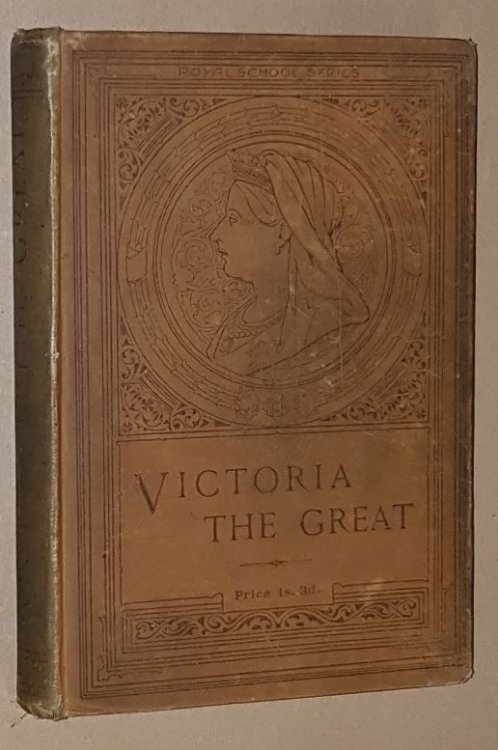 ROYAL SCHOOL SERIES
VICTORIA
THE GREAT
Price 1s. 3d.